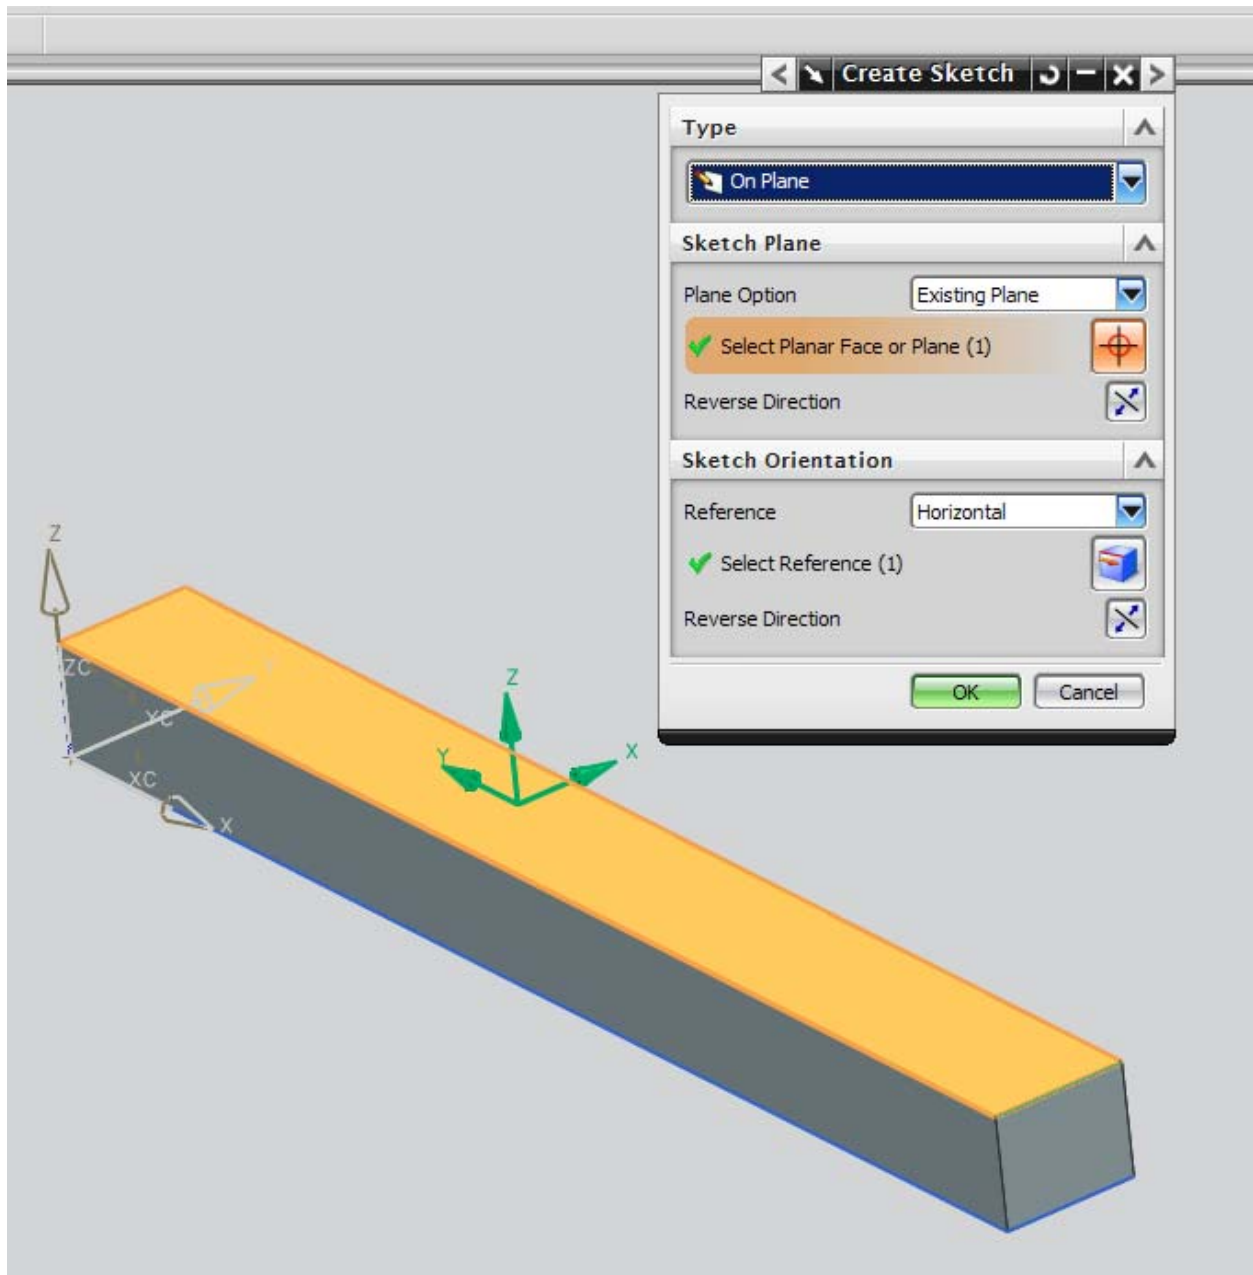 Create Sketch
Type
On Plane
Sketch Plane
Plane Option Existing Plane
Select Planar Face or Plane (1)
Reverse Direction
Sketch Orientation
Reference Horizontal
Select Reference (1)
Reverse Direction
OK Cancel
Z
ZC
Y
YC
XC
X
Z
Y
X